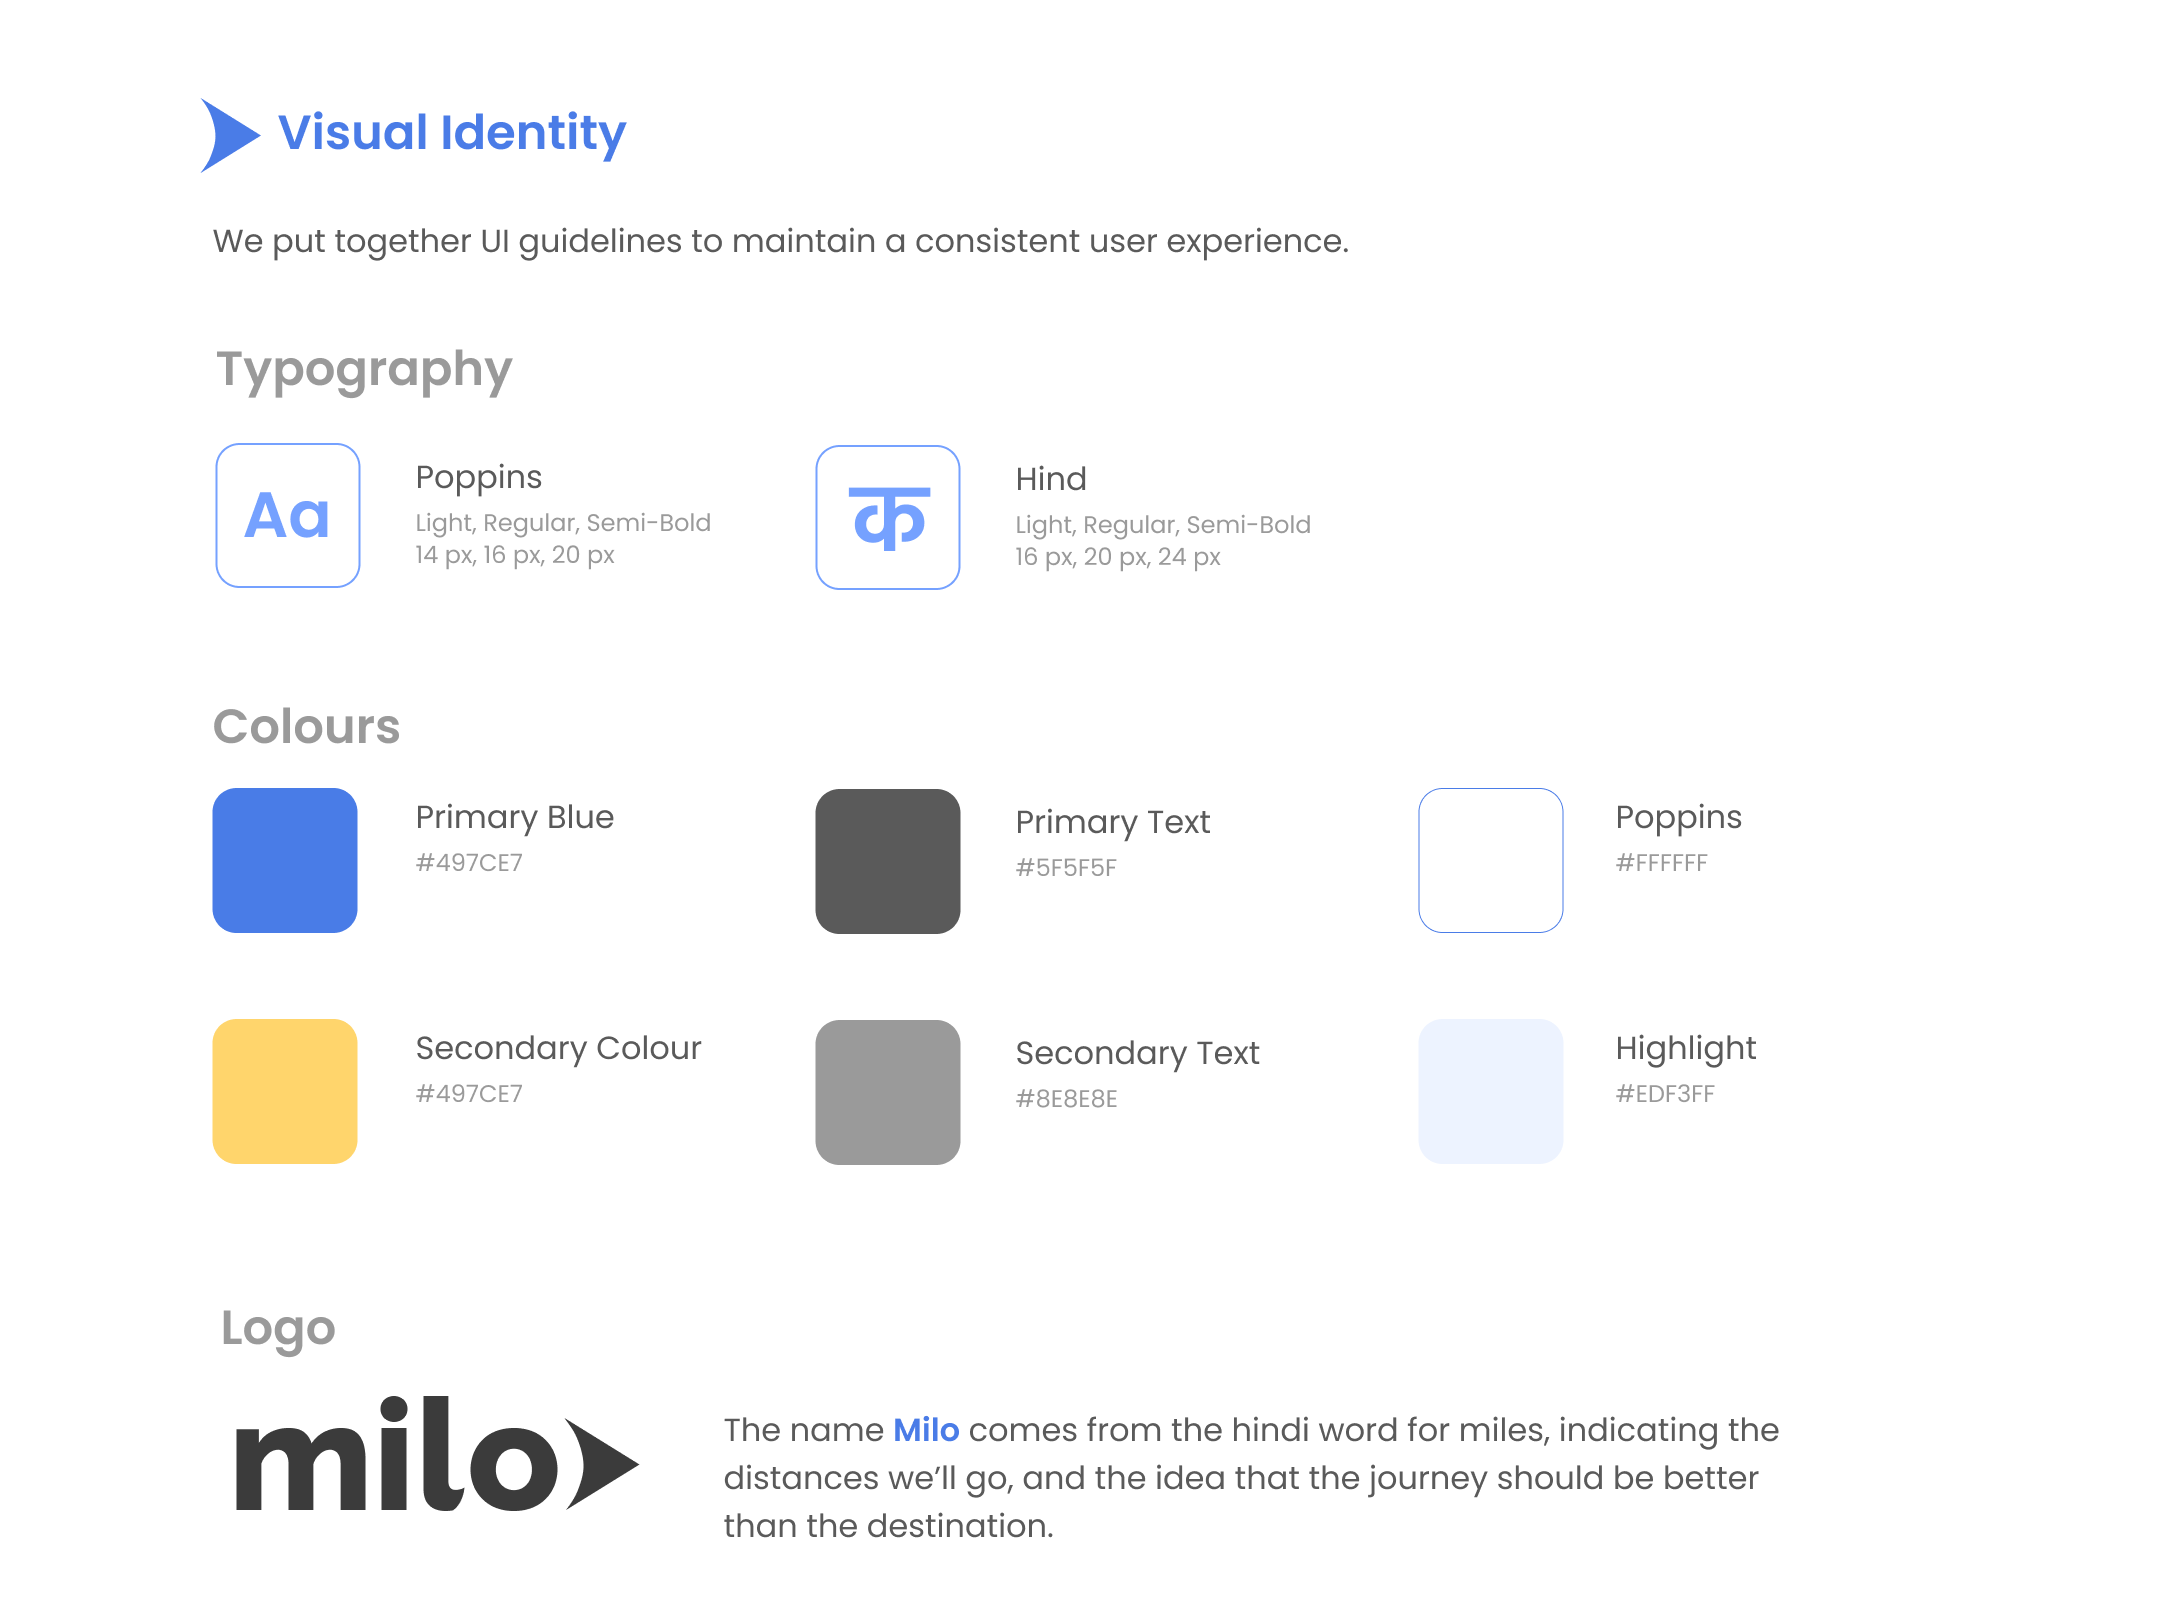 Visual Identity
We put together UI guidelines to maintain a consistent user experience.
Typography
Aa
Poppins
Light, Regular, Semi-Bold
14 px, 16 px, 20 px
क
Hind
Light, Regular, Semi-Bold
16 px, 20 px, 24 px
Colours
Primary Blue
#497CE7
Primary Text
#5F5F5F
Poppins
#FFFFFF
Secondary Colour
#497CE7
Secondary Text
#8E8E8E
Highlight
#EDF3FF
Logo
milo
The name Milo comes from the hindi word for miles, indicating the
distances we’ll go, and the idea that the journey should be better
than the destination.